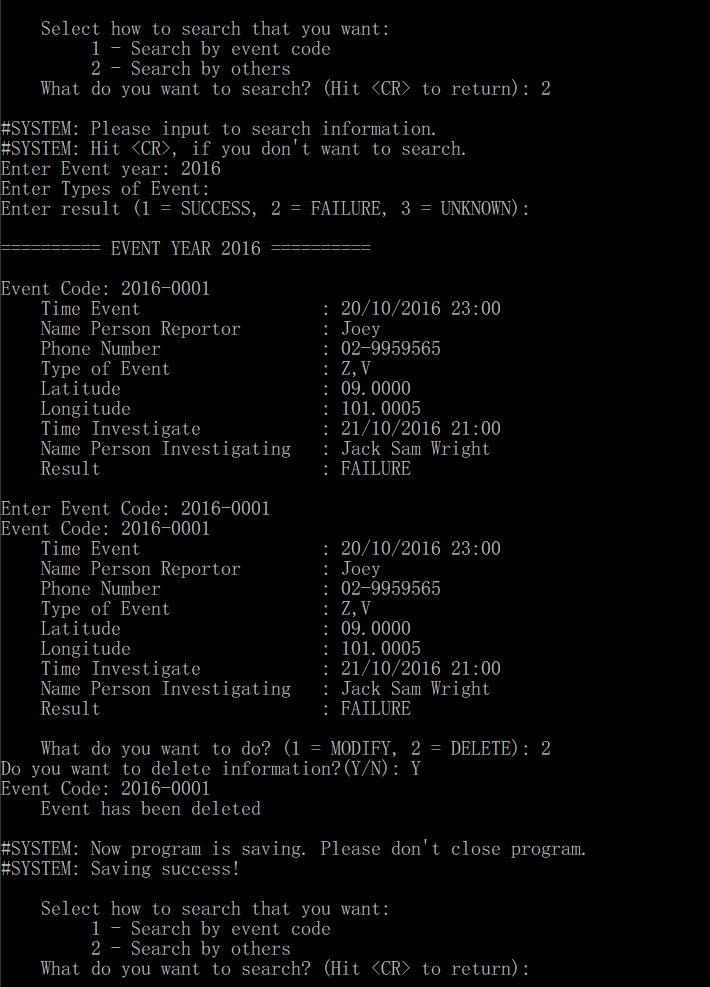 Select how to search that you want:
1 - Search by event code
2 - Search by others
What do you want to search? (Hit <CR> to return): 2
#SYSTEM: Please input to search information.
#SYSTEM: Hit <CR>, if you don't want to search.
Enter Event year: 2016
Enter Types of Event:
Enter result (1 = SUCCESS, 2 = FAILURE, 3 = UNKNOWN):
========== EVENT YEAR 2016 ==========
Event Code: 2016-0001
Time Event : 20/10/2016 23:00
Name Person Reportor : Joey
Phone Number : 02-9959565
Type of Event : Z,V
Latitude : 09.0000
Longitude : 101.0005
Time Investigate : 21/10/2016 21:00
Name Person Investigating : Jack Sam Wright
Result : FAILURE
Enter Event Code: 2016-0001
Event Code: 2016-0001
Time Event : 20/10/2016 23:00
Name Person Reportor : Joey
Phone Number : 02-9959565
Type of Event : Z,V
Latitude : 09.0000
Longitude : 101.0005
Time Investigate : 21/10/2016 21:00
Name Person Investigating : Jack Sam Wright
Result : FAILURE
What do you want to do? (1 = MODIFY, 2 = DELETE): 2
Do you want to delete information?(Y/N): Y
Event Code: 2016-0001
Event has been deleted
#SYSTEM: Now program is saving. Please don't close program.
#SYSTEM: Saving success!
Select how to search that you want:
1 - Search by event code
2 - Search by others
What do you want to search? (Hit <CR> to return):